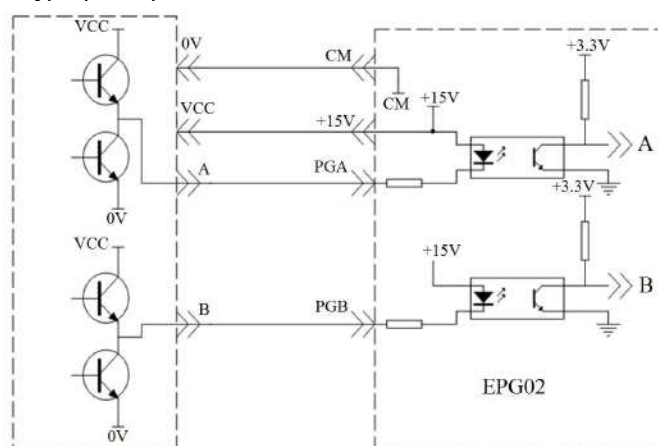 VCC
0V
CM
+3.3V
CM
VCC
+15V
+15V
A
A
PGA
+3.3V
0V
VCC
+15V
B
B
PGB
EPG02
0V